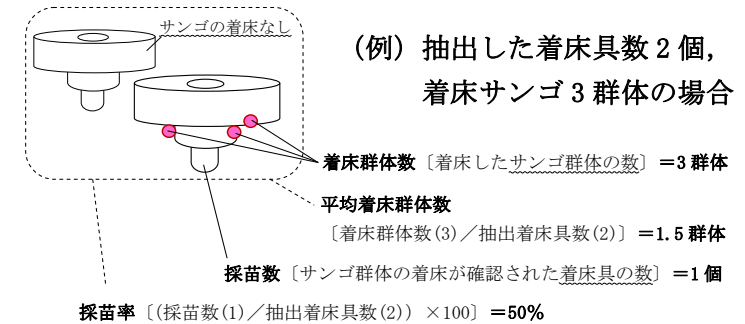 サンゴの着床なし
（例）抽出した着床具数２個，
着床サンゴ３群体の場合
着床群体数〔着床したサンゴ群体の数〕＝3 群体
平均着床群体数
〔着床群体数(3)／抽出着床具数(2)〕＝1.5 群体
採苗数〔サンゴ群体の着床が確認された着床具の数〕＝1 個
採苗率〔(採苗数(1)／抽出着床具数(2)）×100〕＝50%